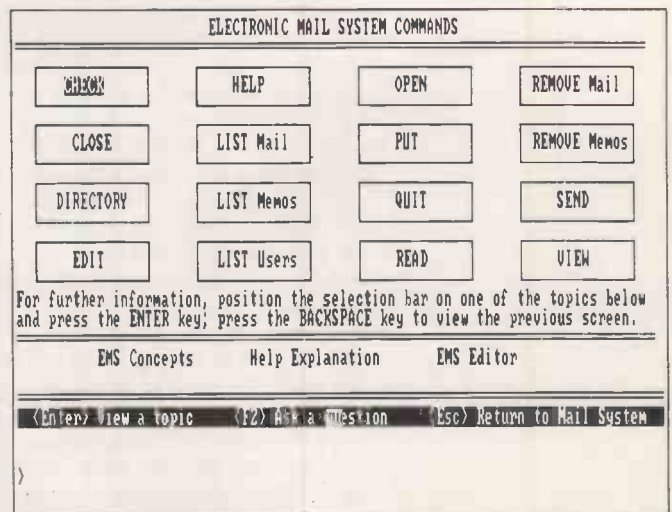 ELECTRONIC MAIL SYSTEM COMMANDS
CHECK HELP OPEN REMOVE Mail
CLOSE LIST Mail PUT REMOVE Memos
DIRECTORY LIST Memos QUIT SEND
EDIT LIST Users READ VIEW
For further information, position the selection bar on one of the topics below
and press the ENTER key; press the BACKSPACE key to view the previous screen.
EMS Concepts Help Explanation EMS Editor
<Enter> View a topic <F2> Ask a question <Esc> Return to Mail System
>